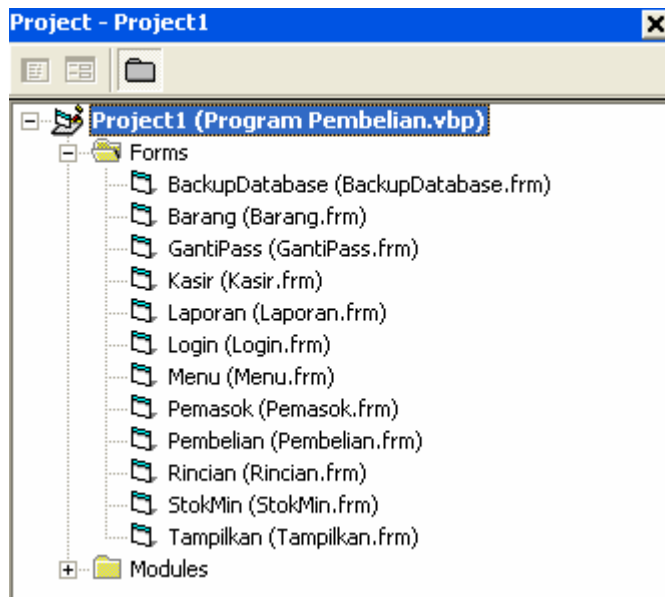 Project - Project1
Project1 (Program Pembelian.vbp)
Forms
BackupDatabase (BackupDatabase.frm)
Barang (Barang.frm)
GantiPass (GantiPass.frm)
Kasir (Kasir.frm)
Laporan (Laporan.frm)
Login (Login.frm)
Menu (Menu.frm)
Pemasok (Pemasok.frm)
Pembelian (Pembelian.frm)
Rincian (Rincian.frm)
StokMin (StokMin.frm)
Tampilkan (Tampilkan.frm)
Modules